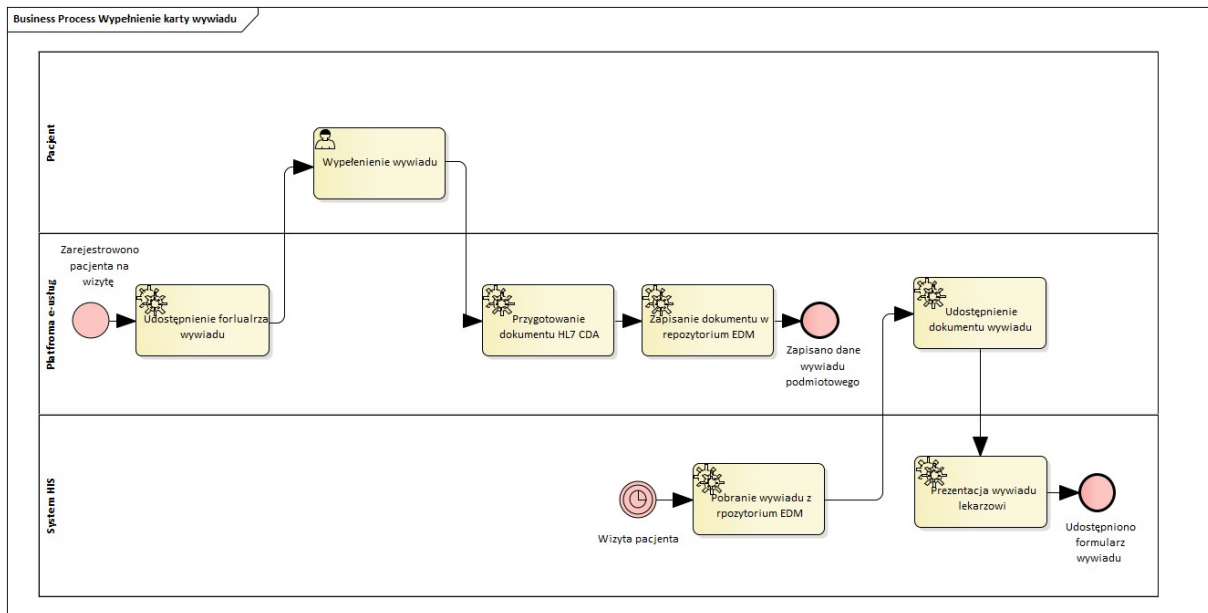 Business Process Wypełnienie karty wywiadu
Pacjent
Wypełenienie wywiadu
Platfroma e-usług
Zarejestrowono
pacjenta na
wizytę
Udostępnienie forlualrza
wywiadu
Przygotowanie
dokumentu HL7 CDA
Zapisanie dokumentu w
repozytorium EDM
Zapisano dane
wywiadu
podmiotowego
Udostępnienie
dokumentu wywiadu
System HIS
Wizyta pacjenta
Pobranie wywiadu z
rpozytorium EDM
Prezentacja wywiadu
lekarzowi
Udostępniono
formularz
wywiadu